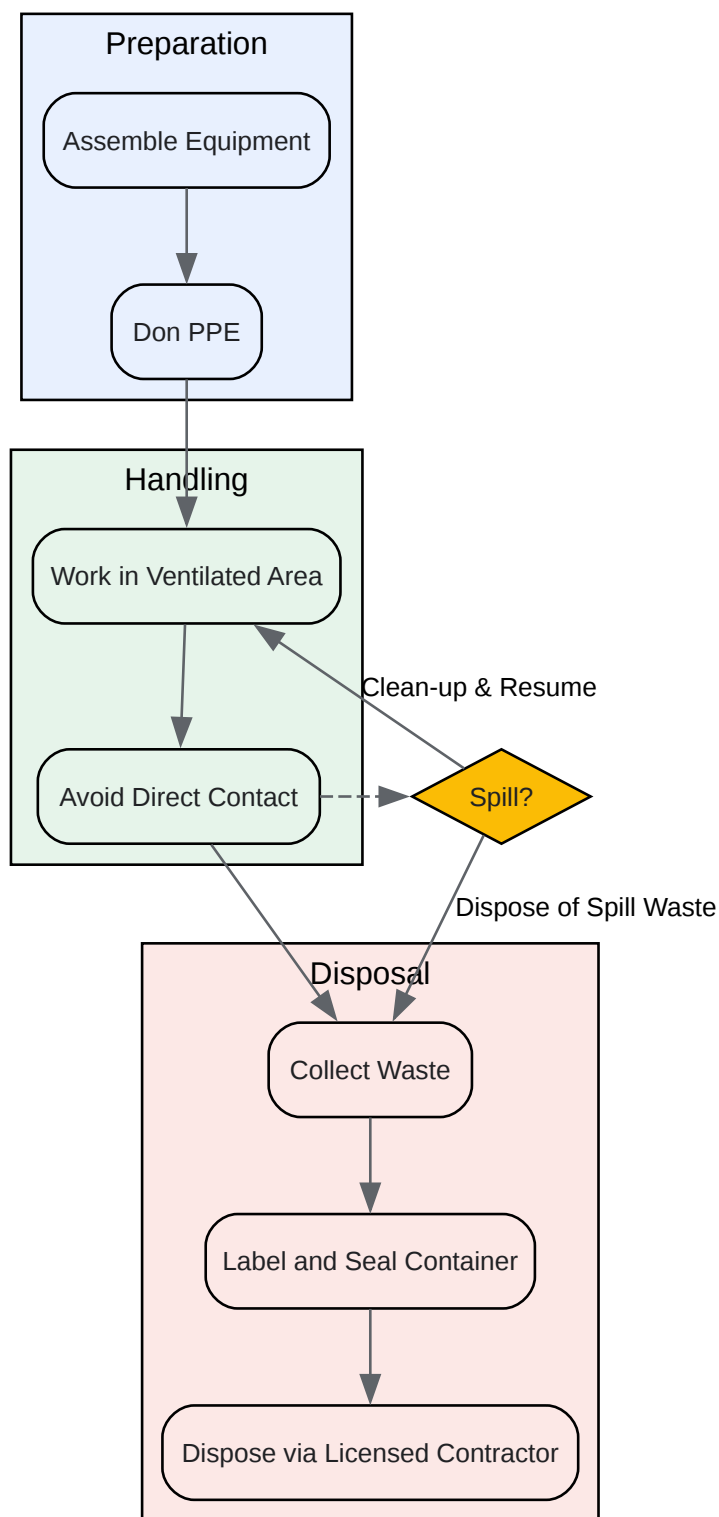 Preparation
Assemble Equipment
Don PPE
Handling
Work in Ventilated Area
Clean-up & Resume
Avoid Direct Contact
Spill?
Dispose of Spill Waste
Disposal
Collect Waste
Label and Seal Container
Dispose via Licensed Contractor